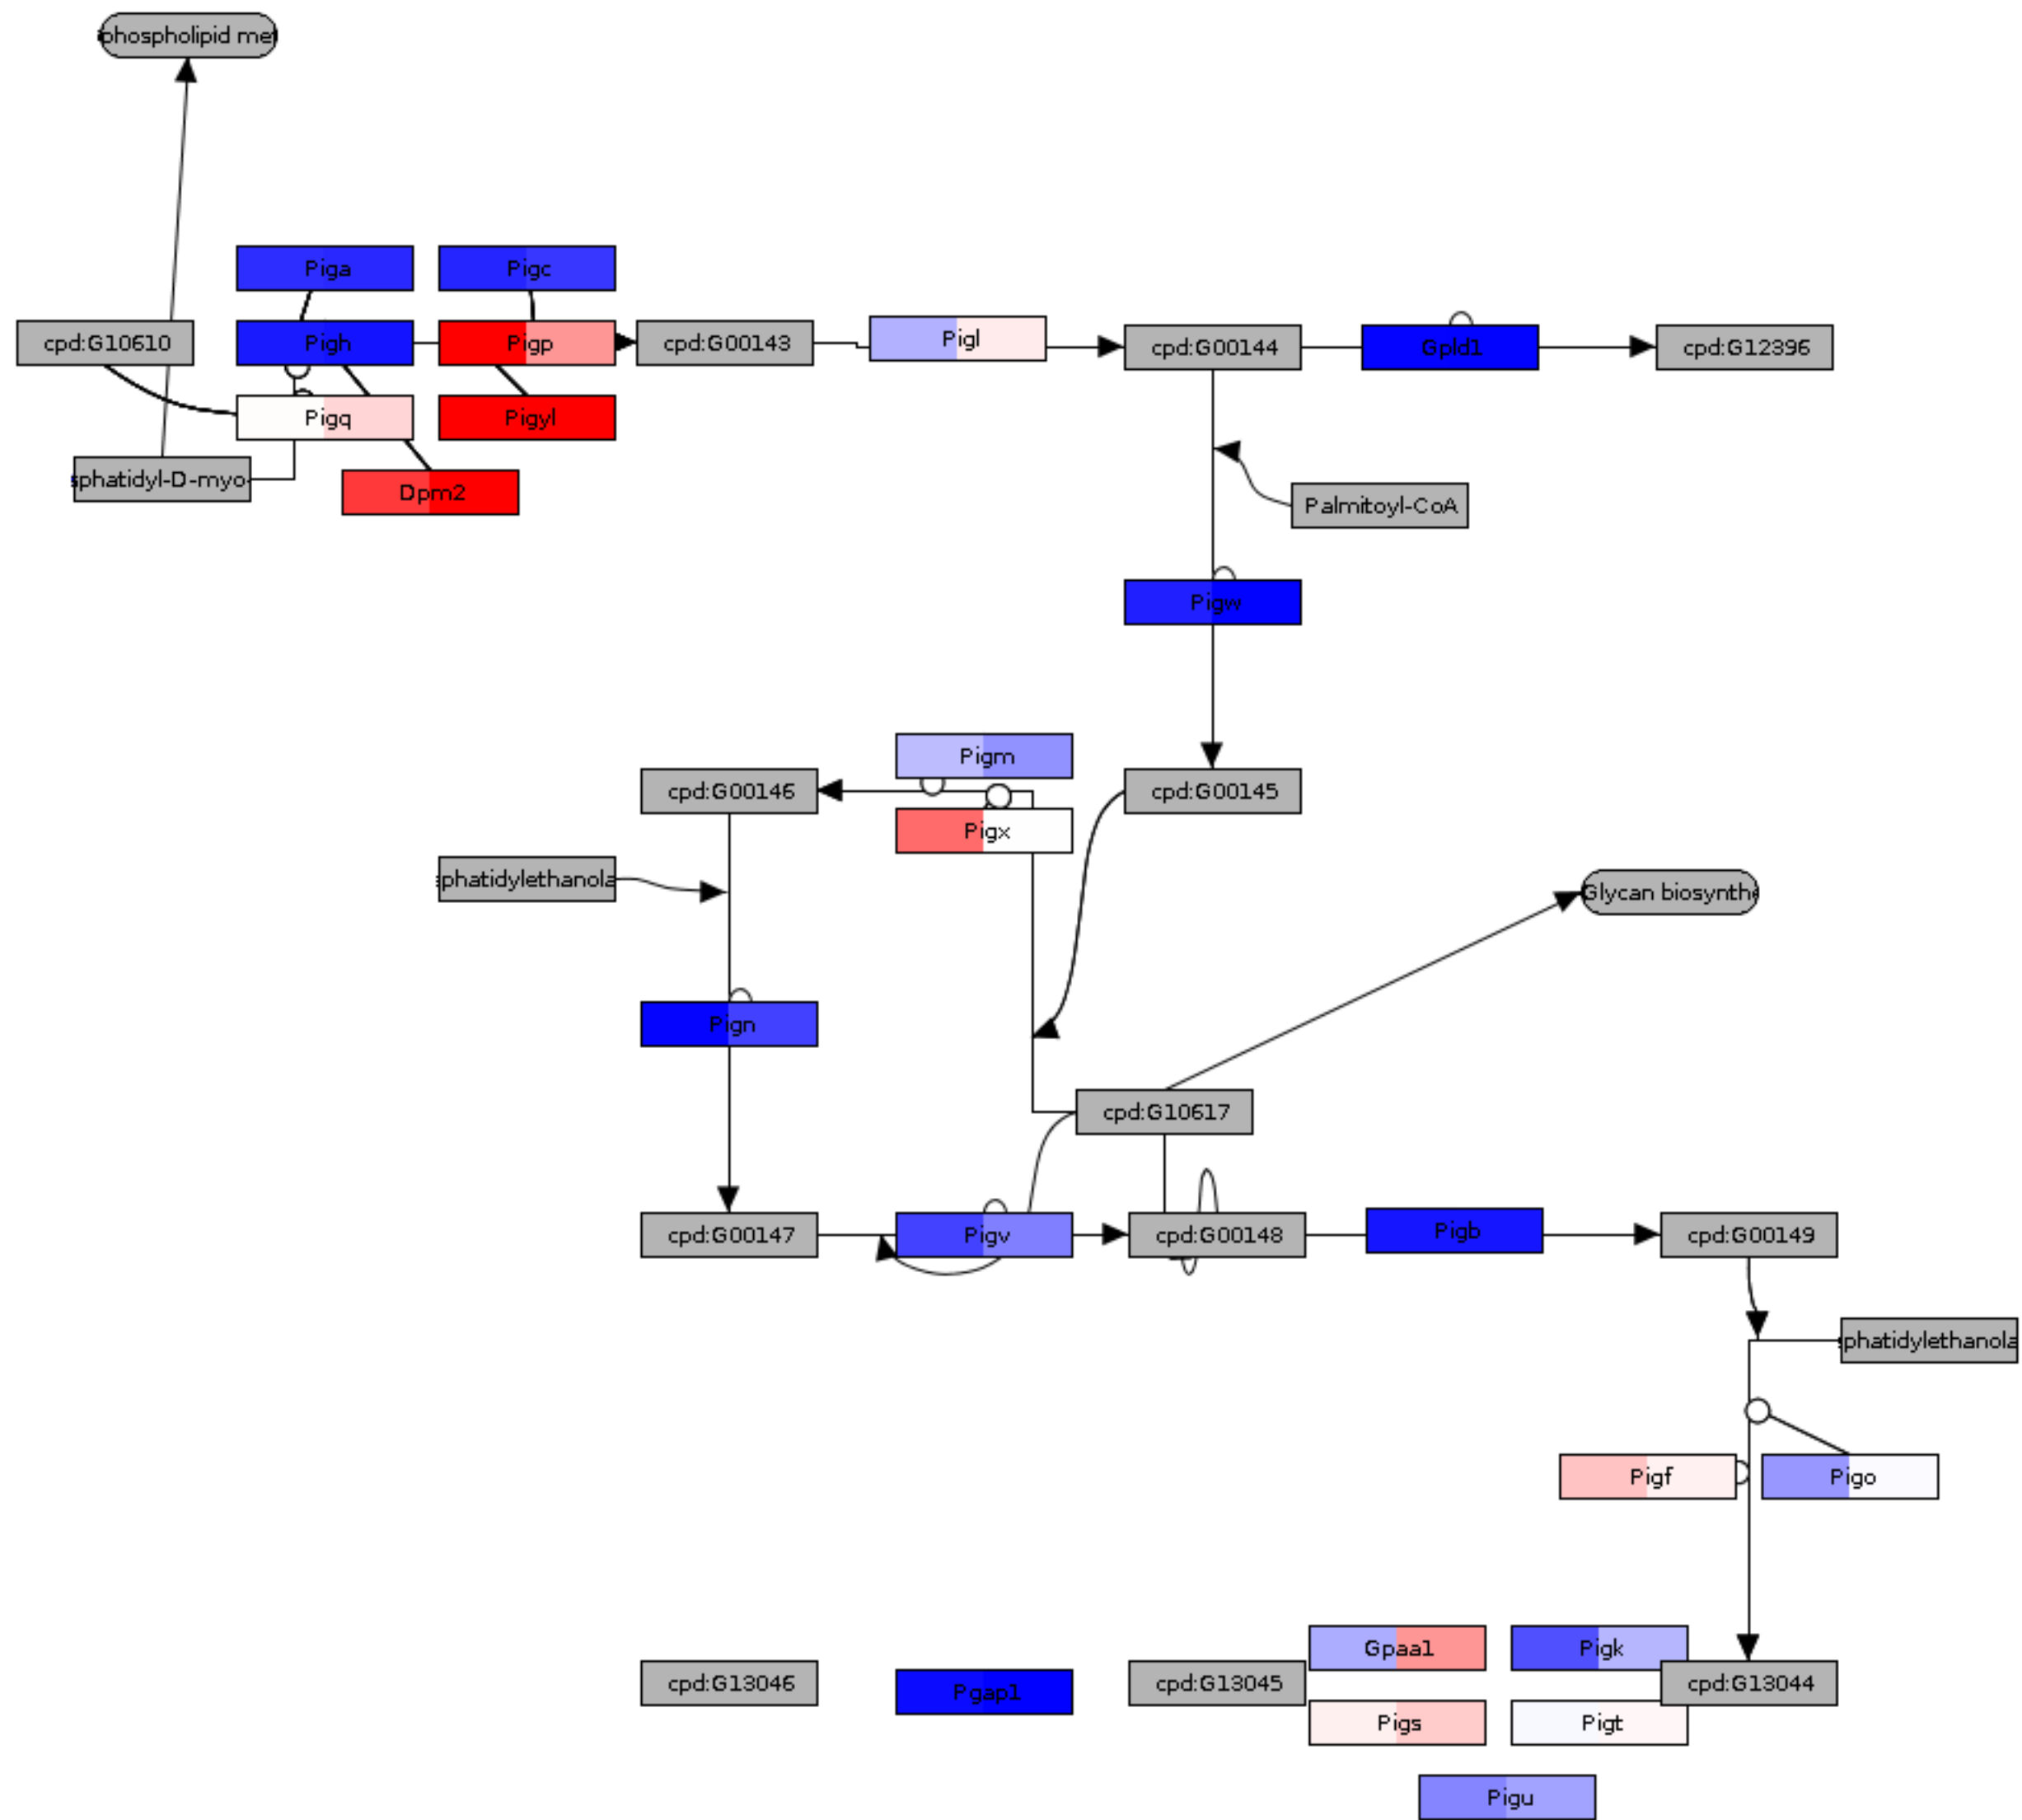 phospholipid met
Piga
Pigc
cpd:G10610
Pigh
Pigp
cpd:G00143
Pigl
cpd:G00144
Gpld1
cpd:G12396
Pigq
Pigyl
sphatidyl-D-myo-
Dpm2
Palmitoyl-CoA
Pigw
Pigm
cpd:G00146
cpd:G00145
Pigx
sphatidylethanola
Glycan biosynthe
Pign
cpd:G10617
cpd:G00147
Pigv
cpd:G00148
Pigb
cpd:G00149
sphatidylethanola
Pigf
Pigo
Gpaa1
Pigk
cpd:G13046
Pgap1
cpd:G13045
cpd:G13044
Pigs
Pigt
Pigu